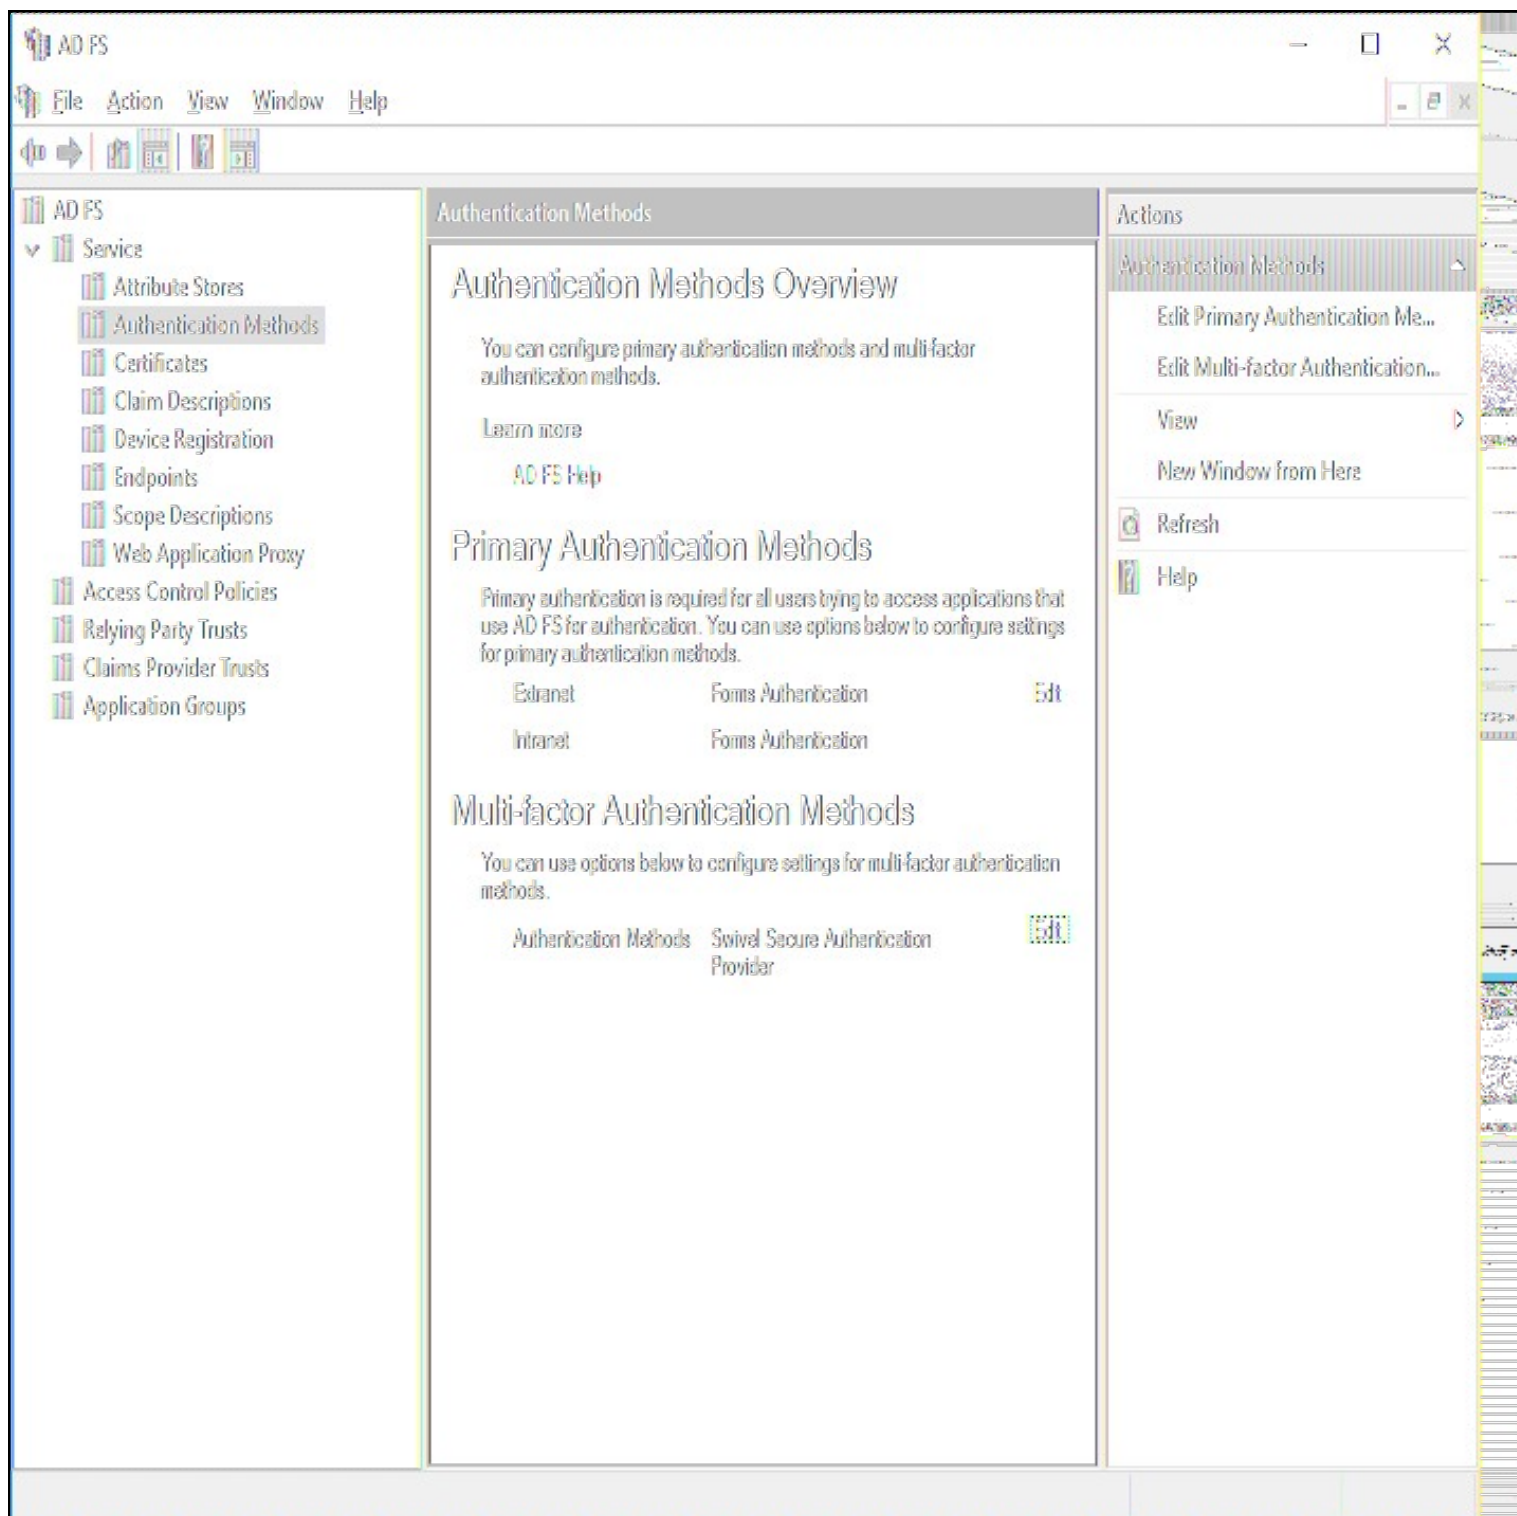 AD FS
File Action View Window Help
AD FS
Service
Attribute Stores
Authentication Methods
Certificates
Claim Descriptions
Device Registration
Endpoints
Scope Descriptions
Web Application Proxy
Access Control Policies
Relying Party Trusts
Claims Provider Trusts
Application Groups
Authentication Methods
Authentication Methods Overview
You can configure primary authentication methods and multi-factor
authentication methods.
Learn more
AD FS Help
Primary Authentication Methods
Primary authentication is required for all users trying to access applications that
use AD FS for authentication. You can use options below to configure settings
for primary authentication methods.
Extranet Forms Authentication Edit
Intranet Forms Authentication
Multi-factor Authentication Methods
You can use options below to configure settings for multi-factor authentication
methods.
Authentication Methods Swivel Secure Authentication Edit
Provider
Actions
Authentication Methods
Edit Primary Authentication Me...
Edit Multi-factor Authentication...
View
New Window from Here
Refresh
Help